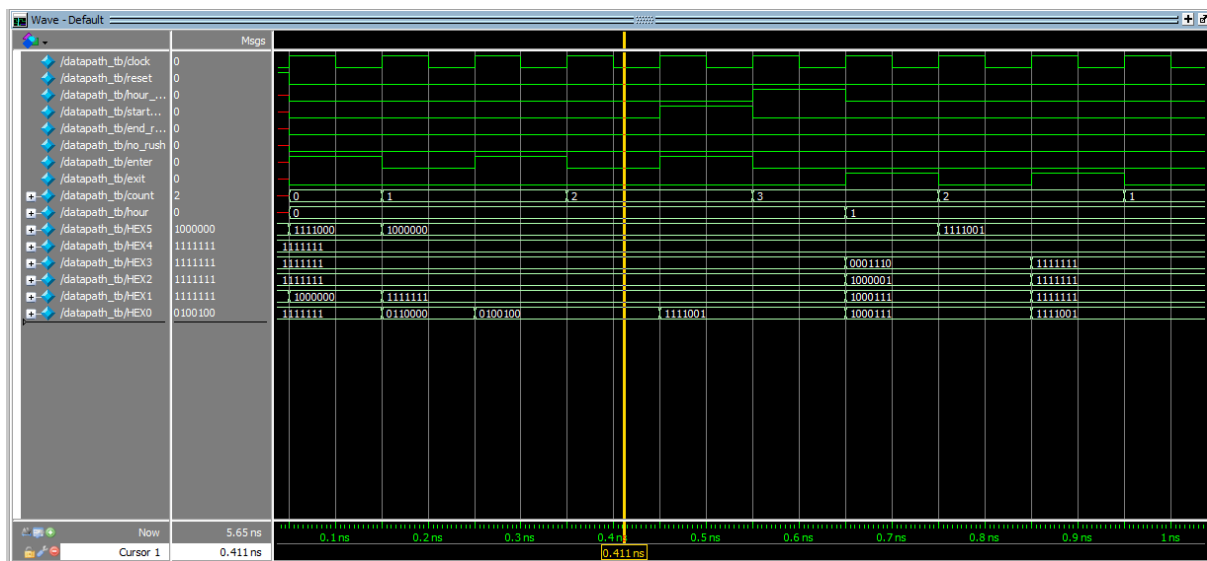 Wave - Default
Msgs
/datapath_tb/clock 0
/datapath_tb/reset 0
/datapath_tb/hour_... 0
/datapath_tb/start... 0
/datapath_tb/end_r... 0
/datapath_tb/no_rush 0
/datapath_tb/enter 0
/datapath_tb/exit 0
/datapath_tb/count 2 0 1 2 3 2 1
/datapath_tb/hour 0 0 1
/datapath_tb/HEX5 1000000 1111000 1000000 1111001
/datapath_tb/HEX4 1111111 1111111
/datapath_tb/HEX3 1111111 1111111 0001110 1111111
/datapath_tb/HEX2 1111111 1111111 1000001 1111111
/datapath_tb/HEX1 1111111 1000000 1111111 1000111 1111111
/datapath_tb/HEX0 0100100 1111111 0110000 0100100 1111001 1000111 1111001
Now 5.65 ns 0.1 ns 0.2 ns 0.3 ns 0.4 ns 0.5 ns 0.6 ns 0.7 ns 0.8 ns 0.9 ns 1 ns
Cursor 1 0.411 ns 0.411 ns